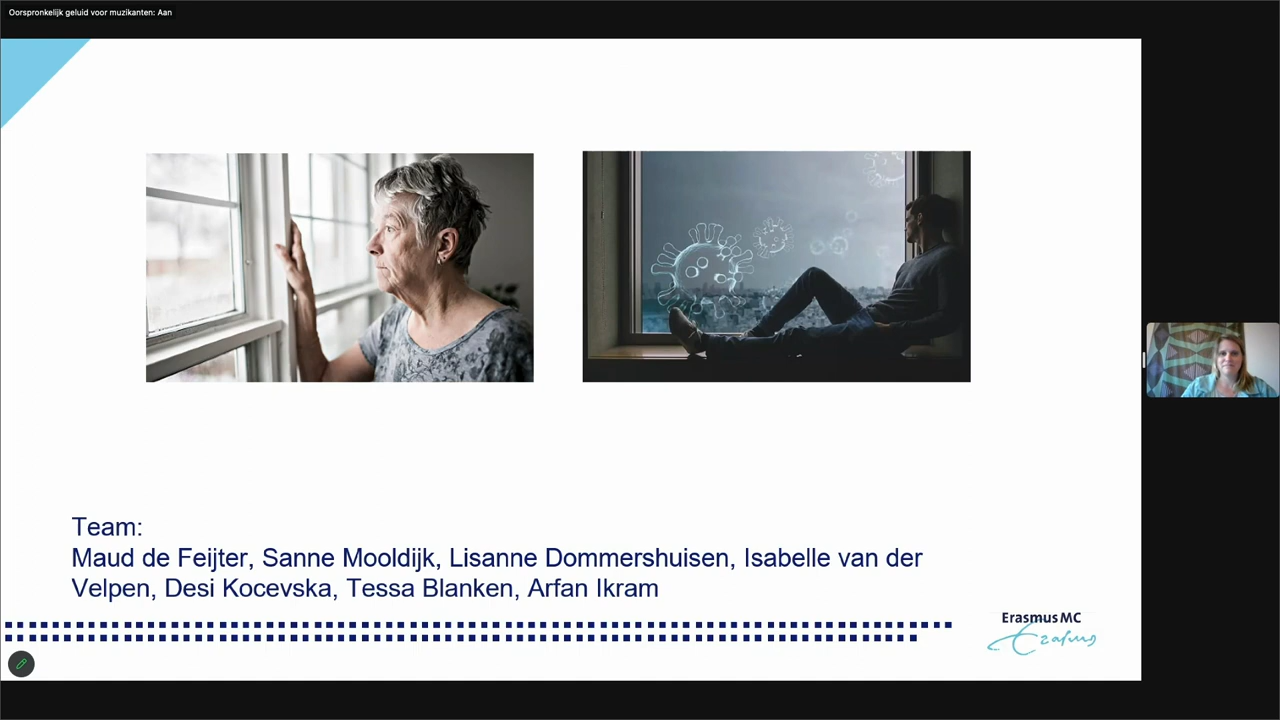 Oorspronkelijk geluid voor muzikanten: Aan
Team:
Maud de Feijter, Sanne Mooldijk, Lisanne Dommershuisen, Isabelle van der
Velpen, Desi Kocevska, Tessa Blanken, Arfan Ikram
Erasmus MC
Erasmus